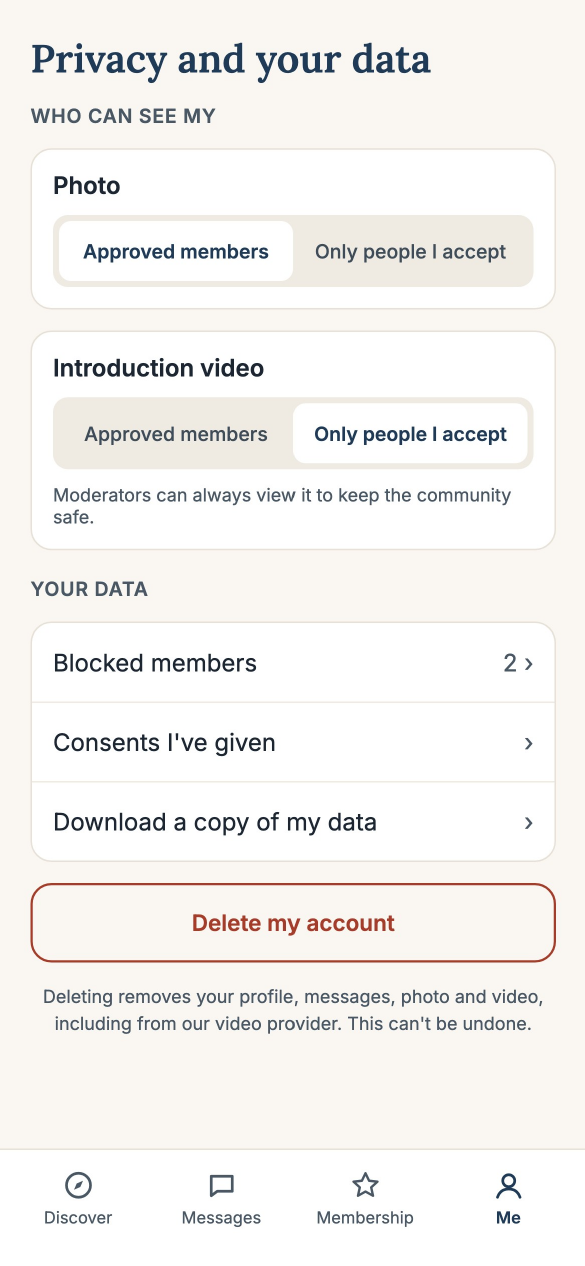 Privacy and your data
WHO CAN SEE MY
Photo
Approved members
Only people I accept
Introduction video
Approved members
Only people I accept
Moderators can always view it to keep the community
safe.
YOUR DATA
Blocked members
2 ›
Consents I've given
›
Download a copy of my data
›
Delete my account
Deleting removes your profile, messages, photo and video,
including from our video provider. This can't be undone.
Discover
Messages
Membership
Me